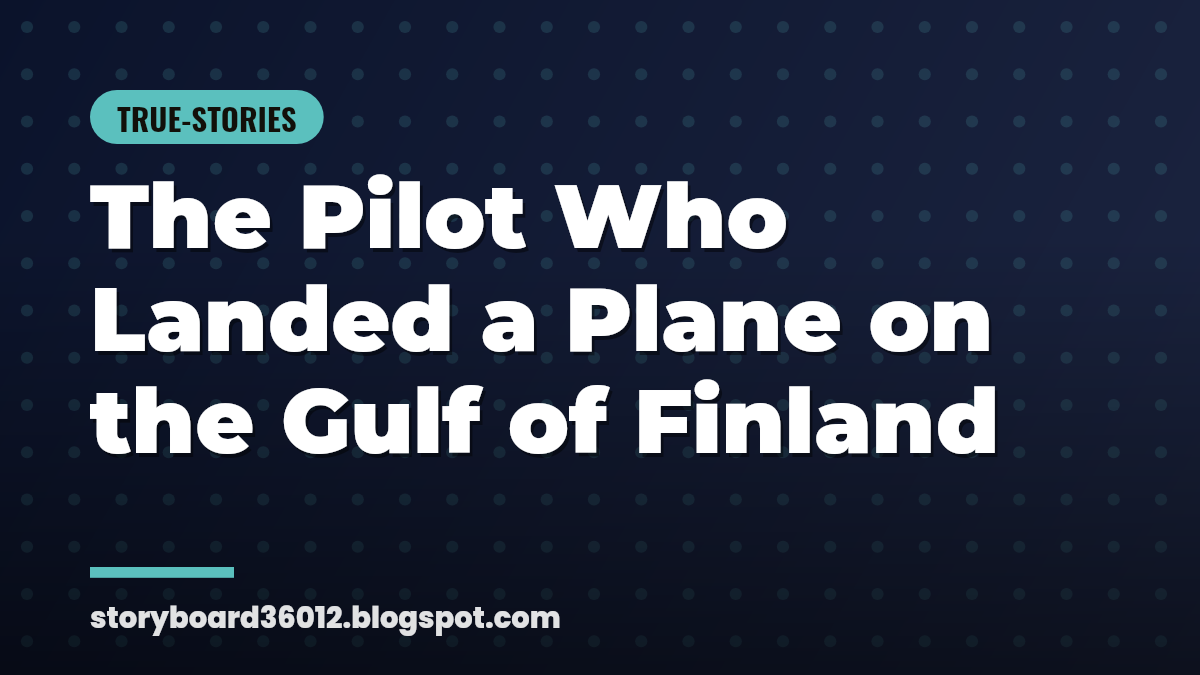 TRUE-STORIES
The Pilot Who
Landed a Plane on
the Gulf of Finland
storyboard36012.blogspot.com